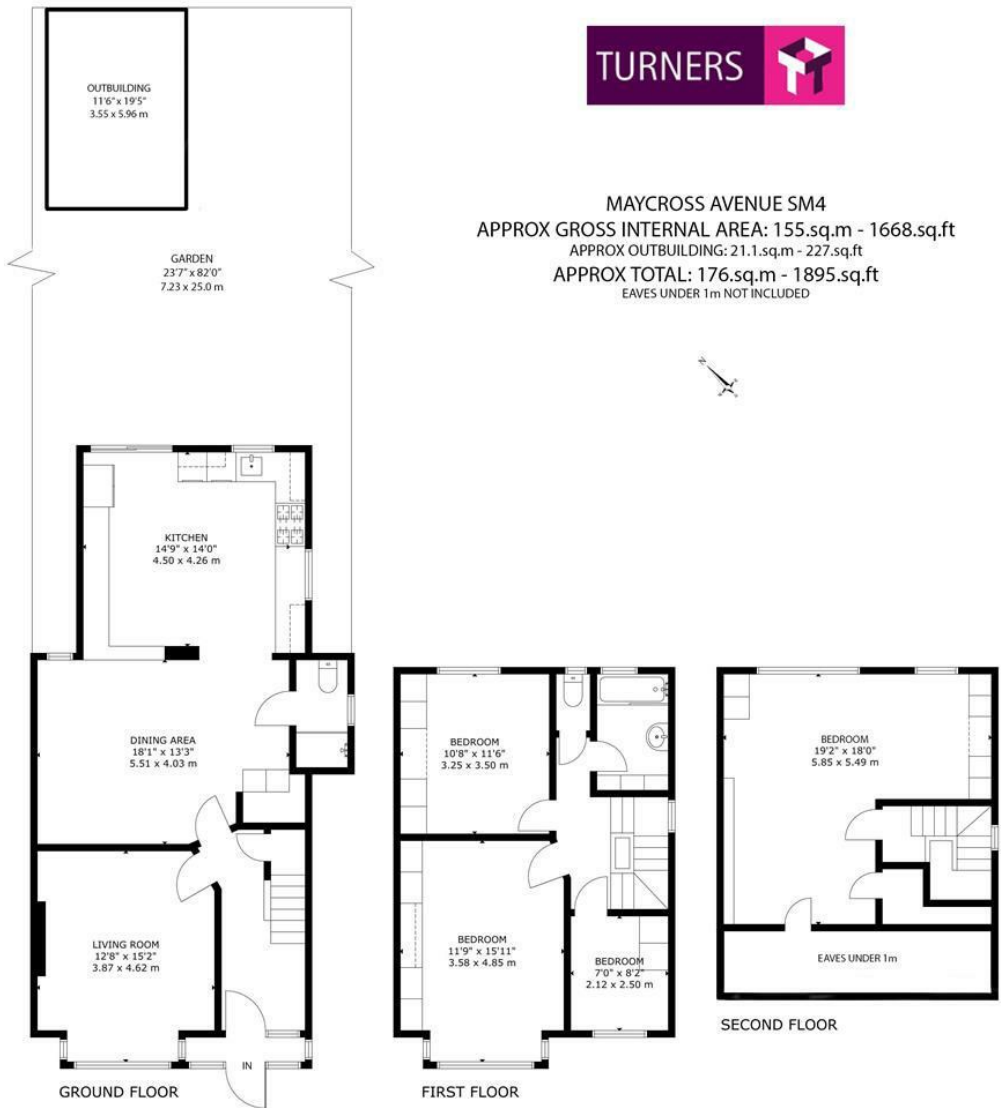 TURNERS
MAYCROSS AVENUE SM4
APPROX GROSS INTERNAL AREA: 155.sq.m - 1668.sq.ft
APPROX OUTBUILDING: 21.1.sq.m - 227.sq.ft
APPROX TOTAL: 176.sq.m - 1895.sq.ft
EAVES UNDER 1m NOT INCLUDED
N
OUTBUILDING
11'6" x 19'5"
3.55 x 5.96 m
GARDEN
23'7" x 82'0"
7.23 x 25.0 m
KITCHEN
14'9" x 14'0"
4.50 x 4.26 m
DINING AREA
18'1" x 13'3"
5.51 x 4.03 m
LIVING ROOM
12'8" x 15'2"
3.87 x 4.62 m
IN
GROUND FLOOR
BEDROOM
10'8" x 11'6"
3.25 x 3.50 m
BEDROOM
11'9" x 15'11"
3.58 x 4.85 m
BEDROOM
7'0" x 8'2"
2.12 x 2.50 m
FIRST FLOOR
BEDROOM
19'2" x 18'0"
5.85 x 5.49 m
EAVES UNDER 1m
SECOND FLOOR